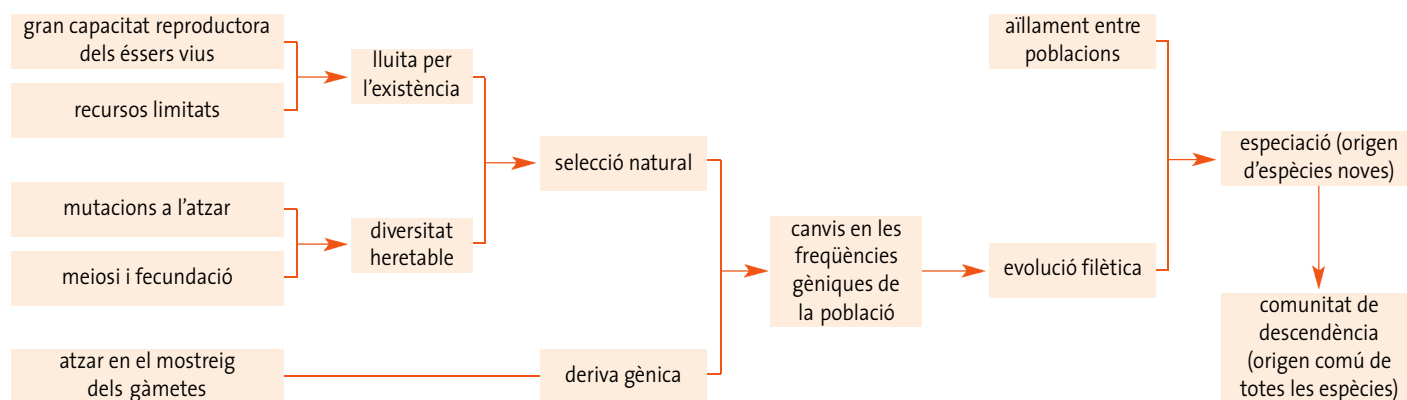 gran capacitat reproductora
dels éssers vius
recursos limitats
lluita per
l'existència
mutacions a l'atzar
meiosi i fecundació
diversitat
heretable
selecció natural
atzar en el mostreig
dels gàmetes
deriva gènica
canvis en les
freqüències
gèniques de
la població
aïllament entre
poblacions
evolució filètica
especiació (origen
d'espècies noves)
comunitat de
descendència
(origen comú de
totes les espècies)